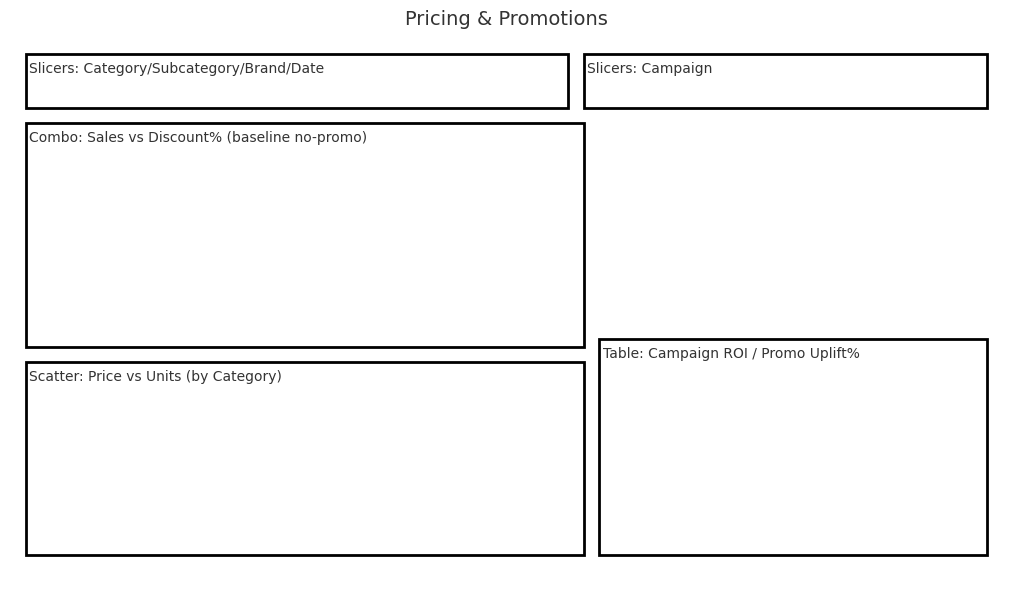 Pricing & Promotions
Slicers: Category/Subcategory/Brand/Date
Slicers: Campaign
Combo: Sales vs Discount% (baseline no-promo)
Table: Campaign ROI / Promo Uplift%
Scatter: Price vs Units (by Category)